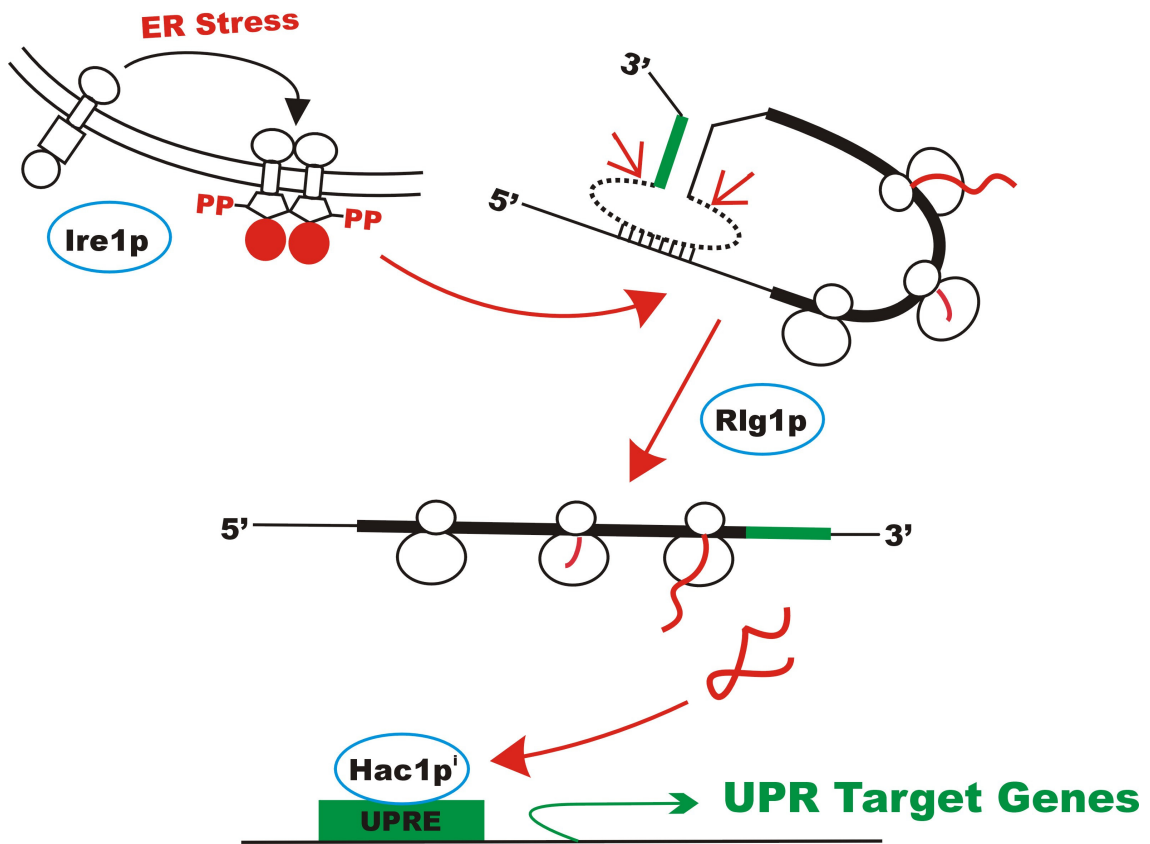 ER Stress
3’
5’
PP
PP
Ire1p
Rlg1p
5’
3’
Hac1pⁱ
UPRE
UPR Target Genes